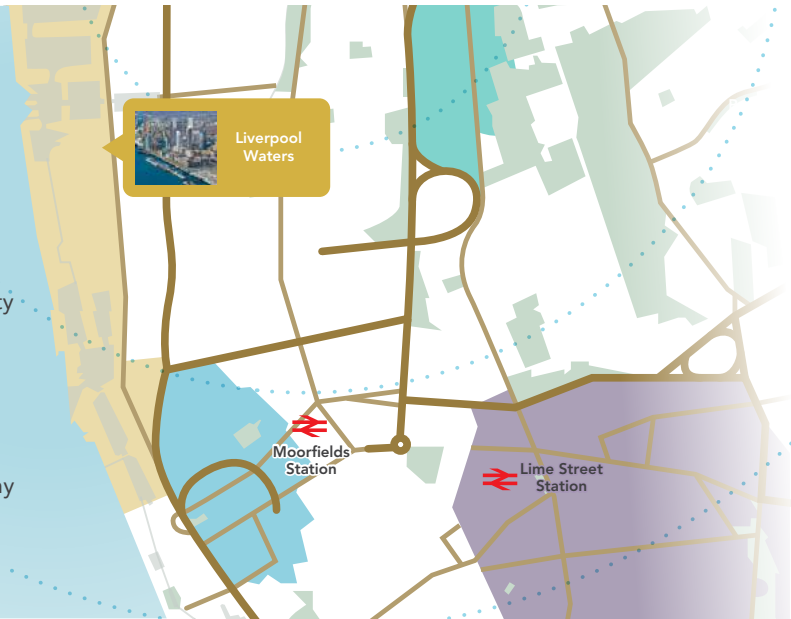 Liverpool
Waters
Moorfields
Station
Lime Street
Station